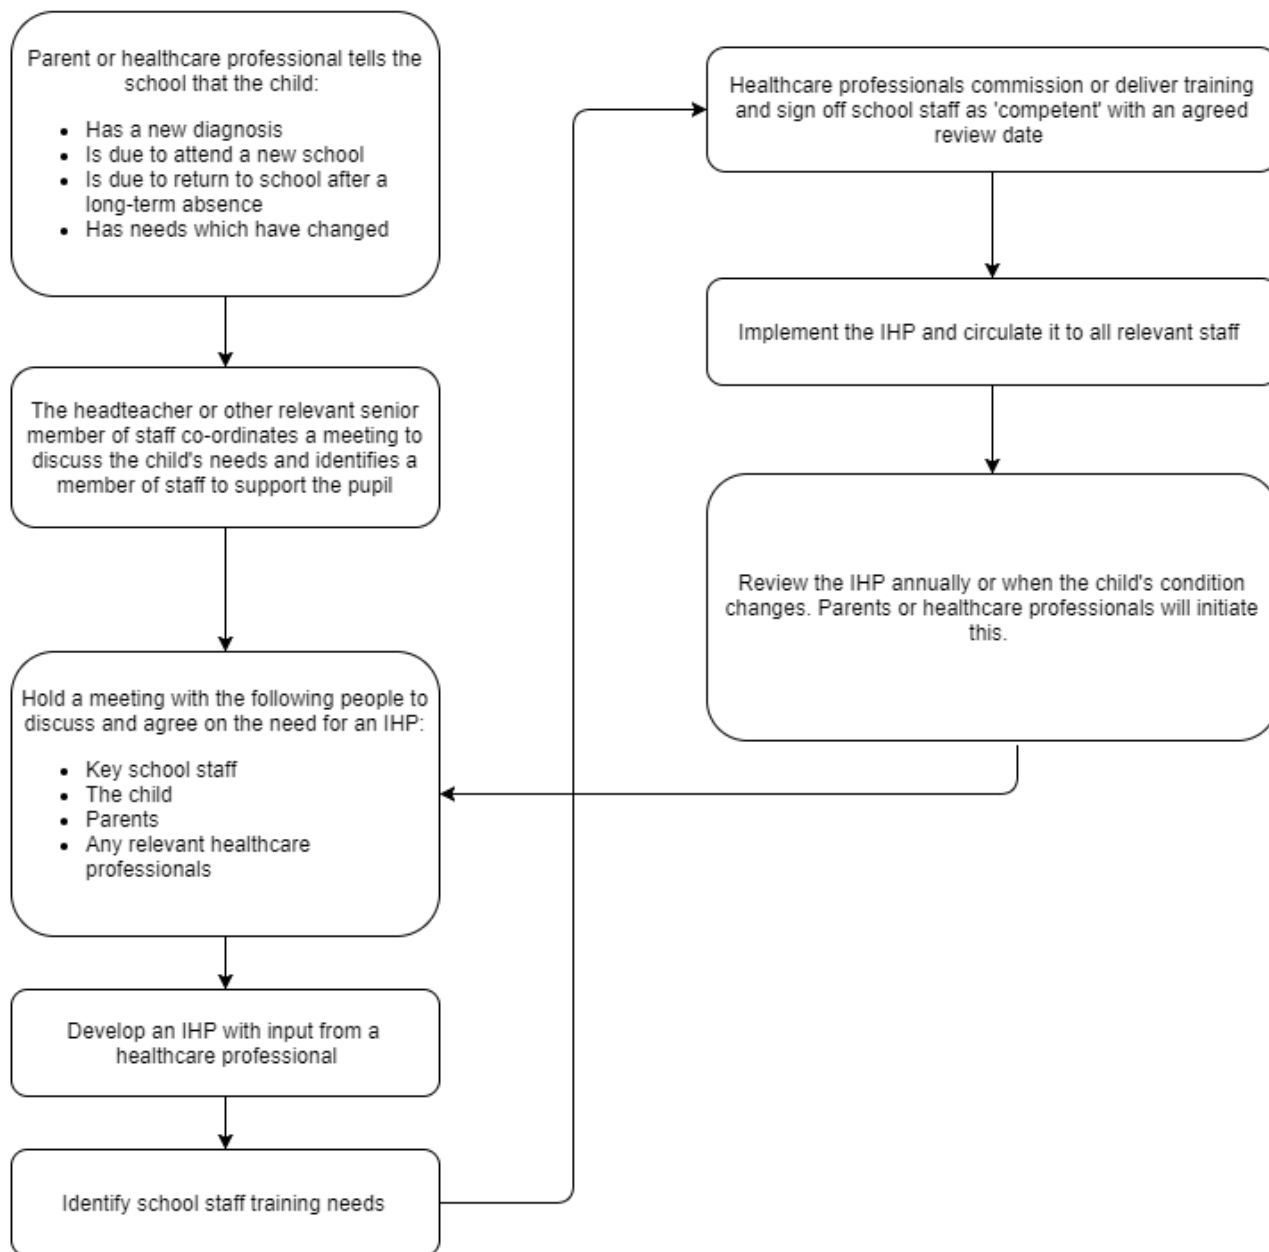 Parent or healthcare professional tells the
school that the child:
• Has a new diagnosis
• Is due to attend a new school
• Is due to return to school after a
long-term absence
• Has needs which have changed
The headteacher or other relevant senior
member of staff co-ordinates a meeting to
discuss the child's needs and identifies a
member of staff to support the pupil
Hold a meeting with the following people to
discuss and agree on the need for an IHP:
• Key school staff
• The child
• Parents
• Any relevant healthcare
professionals
Develop an IHP with input from a
healthcare professional
Identify school staff training needs
Healthcare professionals commission or deliver training
and sign off school staff as 'competent' with an agreed
review date
Implement the IHP and circulate it to all relevant staff
Review the IHP annually or when the child's condition
changes. Parents or healthcare professionals will initiate
this.